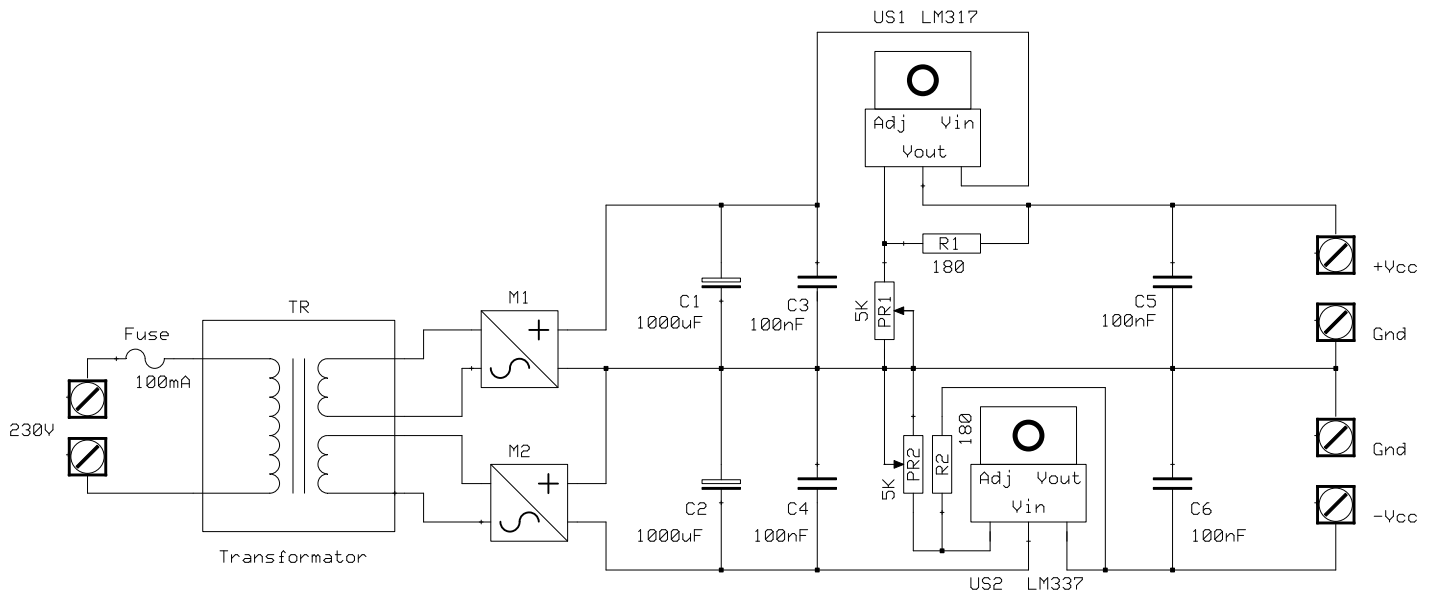 US1 LM317
Adj Vin
Vout
R1
180
+Vcc
TR
M1
C1
1000uF
C3
100nF
5K
PR1
C5
100nF
Gnd
Fuse
100mA
230V
M2
180
Gnd
PR2
R2
5K
Adj Vout
Vin
C2
1000uF
C4
100nF
C6
100nF
-Vcc
Transformator
US2 LM337